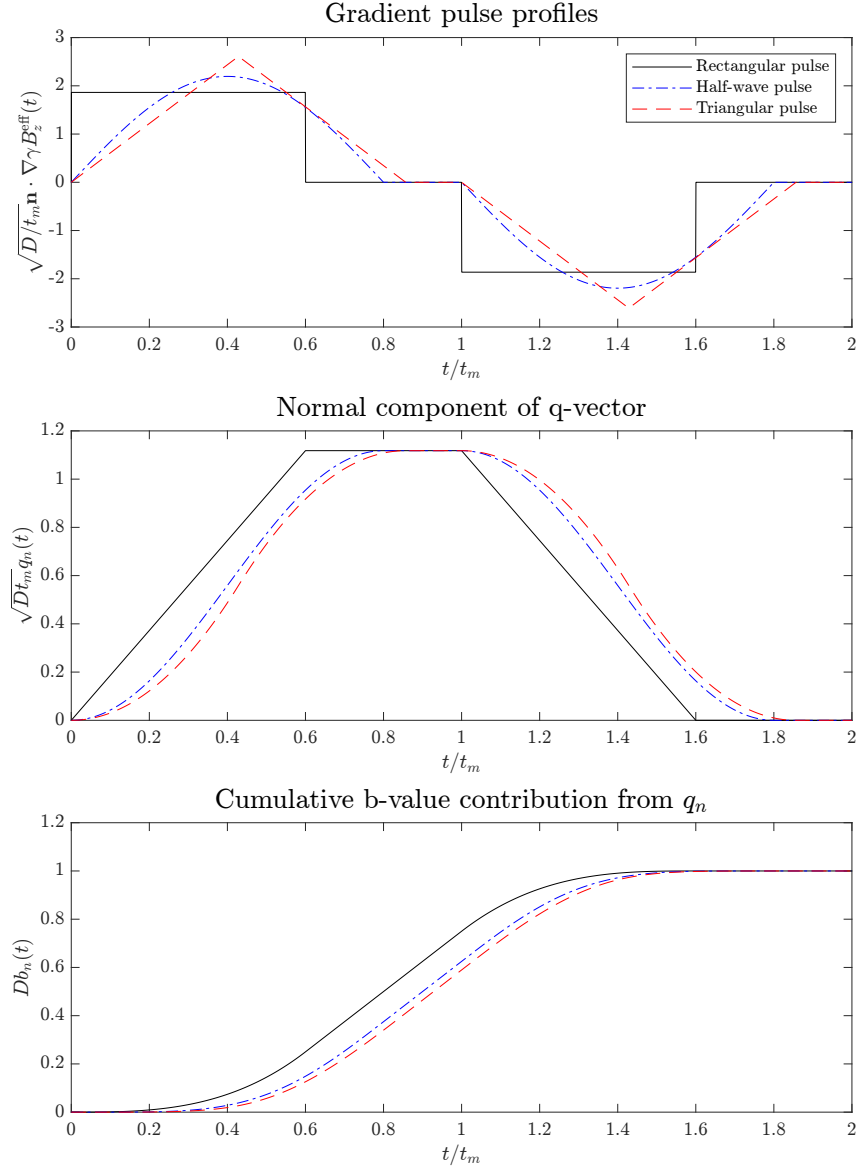 Gradient pulse profiles
3
2
1
0
-1
-2
-3
√D/t_m n · ∇γB_z^eff(t)
Rectangular pulse
Half-wave pulse
Triangular pulse
0 0.2 0.4 0.6 0.8 1 1.2 1.4 1.6 1.8 2
t/t_m
Normal component of q-vector
1.2
1
0.8
0.6
0.4
0.2
0
√Dt_m q_n(t)
0 0.2 0.4 0.6 0.8 1 1.2 1.4 1.6 1.8 2
t/t_m
Cumulative b-value contribution from q_n
1.2
1
0.8
0.6
0.4
0.2
0
Db_n(t)
0 0.2 0.4 0.6 0.8 1 1.2 1.4 1.6 1.8 2
t/t_m